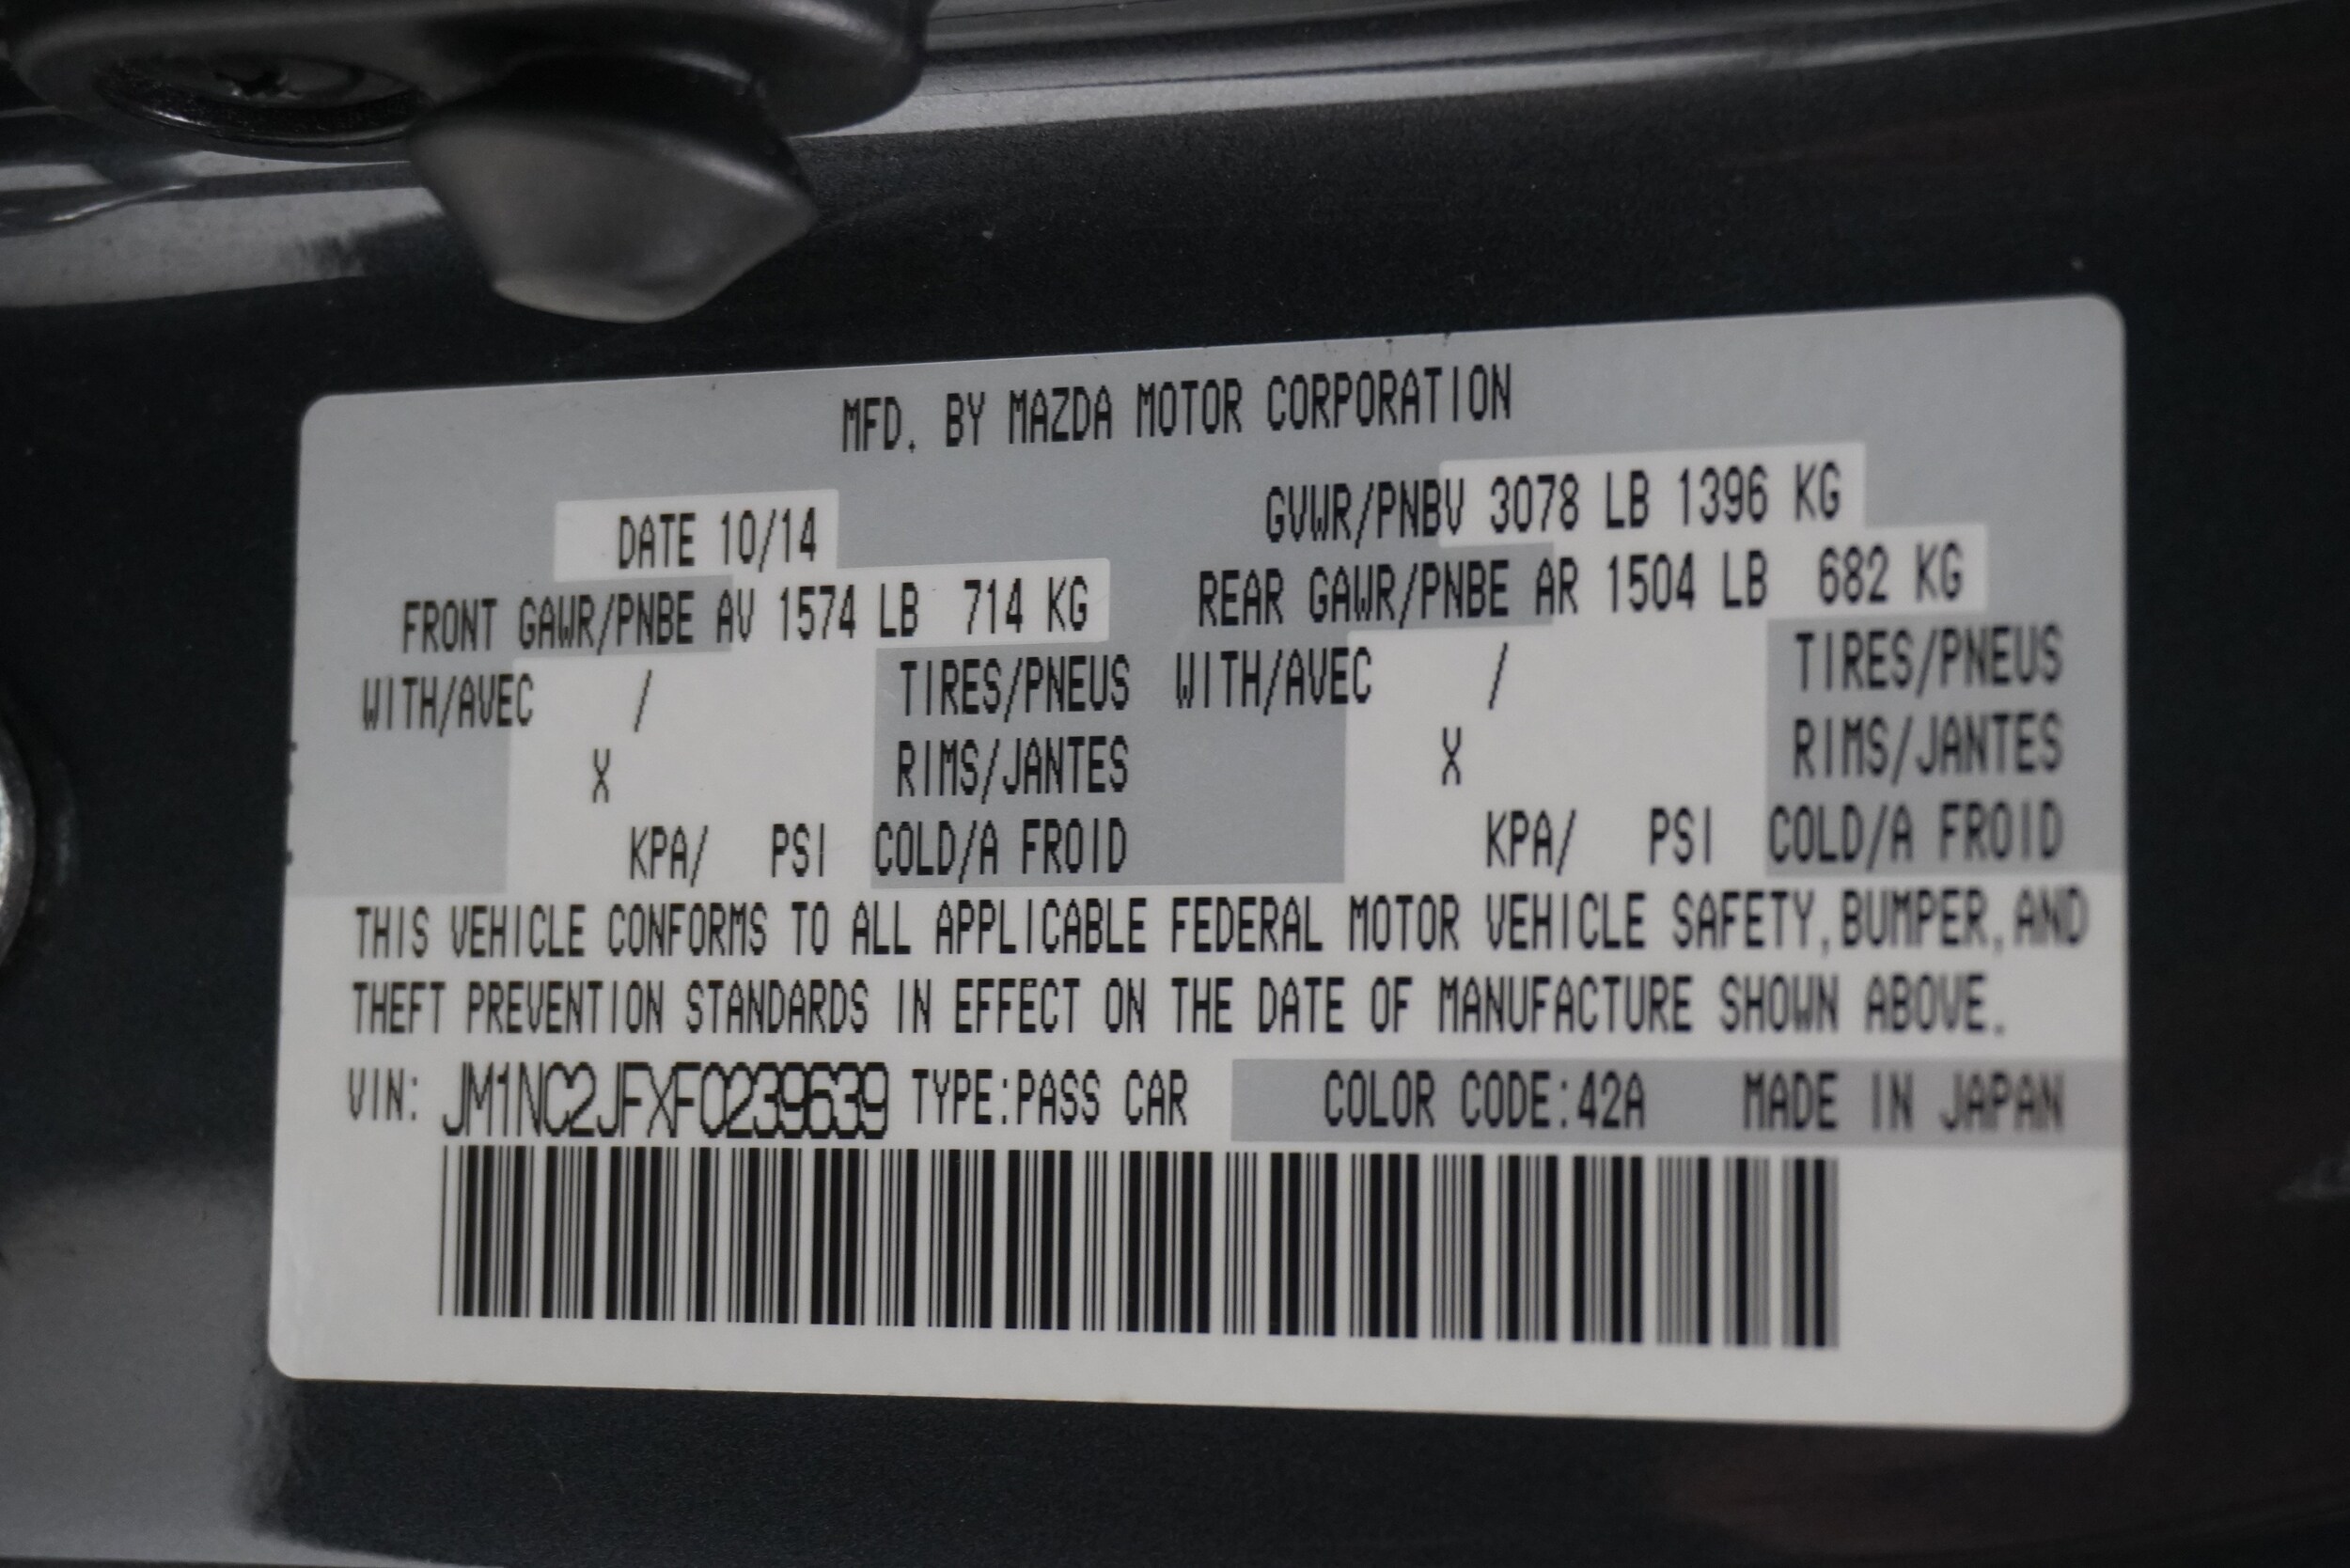 MFD. BY MAZDA MOTOR CORPORATION
DATE 10/14 GVWR/PNBV 3078 LB 1396 KG
FRONT GAWR/PNBE AV 1574 LB 714 KG REAR GAWR/PNBE AR 1504 LB 682 KG
WITH/AVEC / TIRES/PNEUS WITH/AVEC / TIRES/PNEUS
X RIMS/JANTES X RIMS/JANTES
KPA/ PSI COLD/A FROID KPA/ PSI COLD/A FROID
THIS VEHICLE CONFORMS TO ALL APPLICABLE FEDERAL MOTOR VEHICLE SAFETY, BUMPER, AND
THEFT PREVENTION STANDARDS IN EFFECT ON THE DATE OF MANUFACTURE SHOWN ABOVE.
VIN: JM1NC2JFXF0239639 TYPE:PASS CAR COLOR CODE:42A MADE IN JAPAN